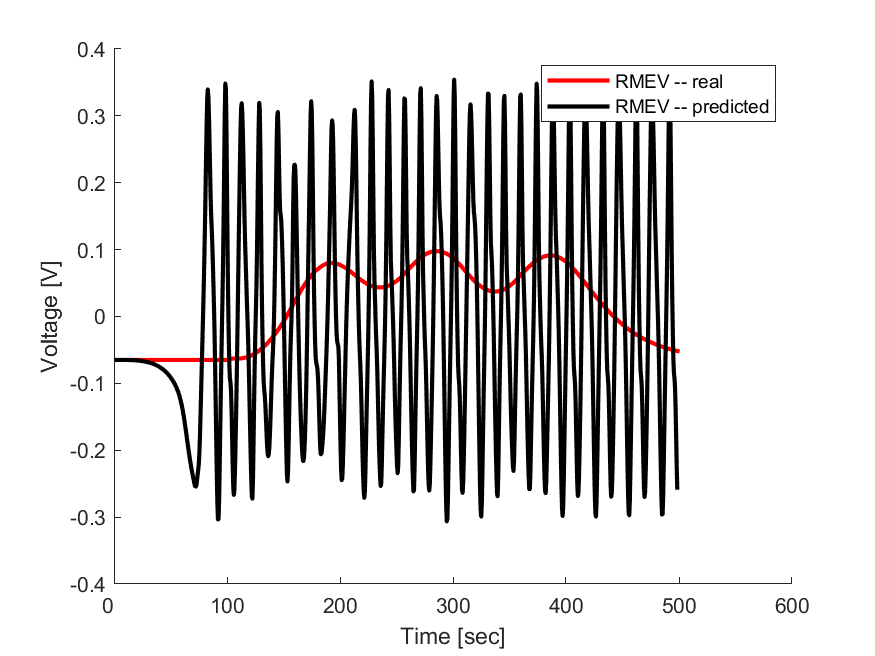 0.4
0.3
0.2
0.1
0
-0.1
-0.2
-0.3
-0.4
Voltage [V]
RMEV -- real
RMEV -- predicted
0 100 200 300 400 500 600
Time [sec]